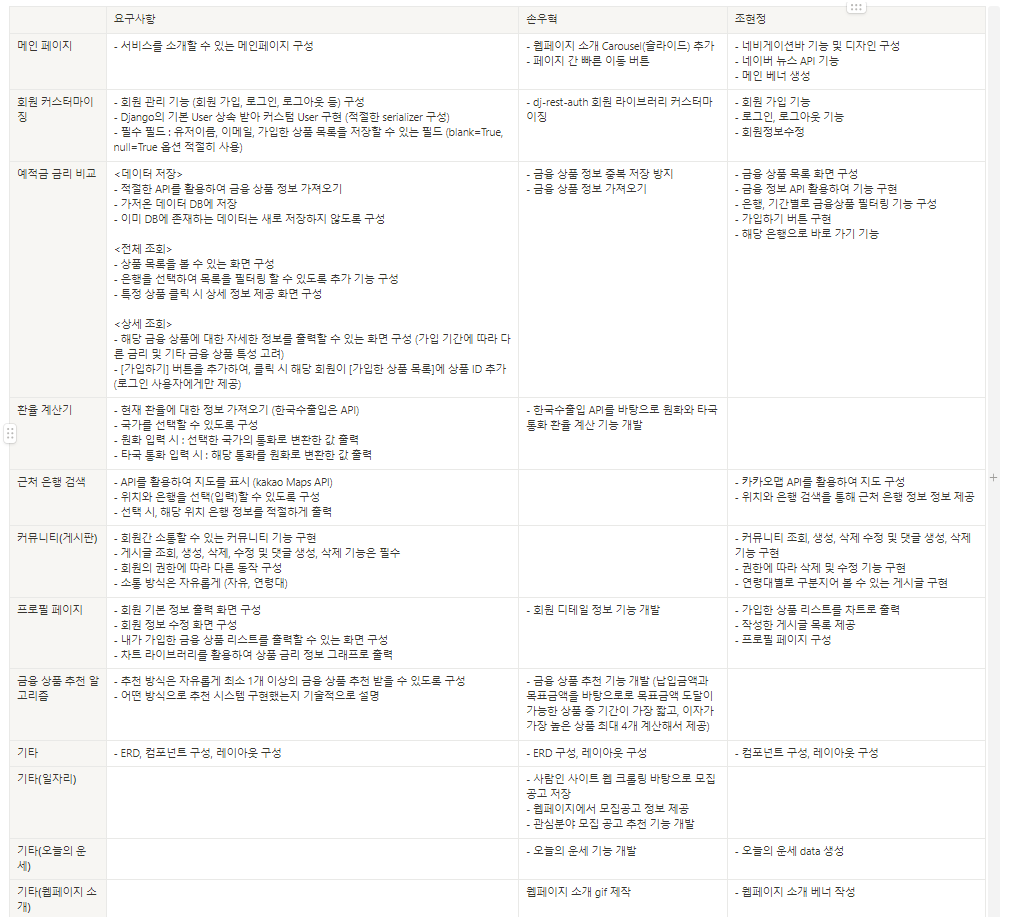 요구사항
손우혁
조현정
메인 페이지
- 서비스를 소개할 수 있는 메인페이지 구성
- 웹페이지 소개 Carousel(슬라이드) 추가
- 페이지 간 빠른 이동 버튼
- 네비게이션바 기능 및 디자인 구성
- 네이버 뉴스 API 기능
- 메인 베너 생성
회원 커스터마이
징
- 회원 관리 기능 (회원 가입, 로그인, 로그아웃 등) 구성
- Django의 기본 User 상속 받아 커스텀 User 구현 (적절한 serializer 구성)
- 필수 필드 : 유저이름, 이메일, 가입한 상품 목록을 저장할 수 있는 필드 (blank=True,
null=True 옵션 적절히 사용)
- dj-rest-auth 회원 라이브러리 커스터마
이징
- 회원 가입 기능
- 로그인, 로그아웃 기능
- 회원정보수정
예적금 금리 비교
<데이터 저장>
- 적절한 API를 활용하여 금융 상품 정보 가져오기
- 가져온 데이터 DB에 저장
- 이미 DB에 존재하는 데이터는 새로 저장하지 않도록 구성
<전체 조회>
- 상품 목록을 볼 수 있는 화면 구성
- 은행을 선택하여 목록을 필터링 할 수 있도록 추가 기능 구성
- 특정 상품 클릭 시 상세 정보 제공 화면 구성
<상세 조회>
- 해당 금융 상품에 대한 자세한 정보를 출력할 수 있는 화면 구성 (가입 기간에 따라 다
른 금리 및 기타 금융 상품 특성 고려)
- [가입하기] 버튼을 추가하여, 클릭 시 해당 회원이 [가입한 상품 목록]에 상품 ID 추가
(로그인 사용자에게만 제공)
- 금융 상품 정보 중복 저장 방지
- 금융 상품 정보 가져오기
- 금융 상품 목록 화면 구성
- 금융 정보 API 활용하여 기능 구현
- 은행, 기간별로 금융상품 필터링 기능 구성
- 가입하기 버튼 구현
- 해당 은행으로 바로 가기 기능
환율 계산기
- 현재 환율에 대한 정보 가져오기 (한국수출입은 API)
- 국가를 선택할 수 있도록 구성
- 원화 입력 시 : 선택한 국가의 통화로 변환한 값 출력
- 타국 통화 입력 시 : 해당 통화를 원화로 변환한 값 출력
- 한국수출입 API를 바탕으로 원화와 타국
통화 환율 계산 기능 개발
근처 은행 검색
- API를 활용하여 지도를 표시 (kakao Maps API)
- 위치와 은행을 선택(입력)할 수 있도록 구성
- 선택 시, 해당 위치 은행 정보를 적절하게 출력
- 카카오맵 API를 활용하여 지도 구성
- 위치와 은행 검색을 통해 근처 은행 정보 정보 제공
커뮤니티(게시판)
- 회원간 소통할 수 있는 커뮤니티 기능 구현
- 게시글 조회, 생성, 삭제, 수정 및 댓글 생성, 삭제 기능은 필수
- 회원의 권한에 따라 다른 동작 구성
- 소통 방식은 자유롭게 (자유, 연령대)
- 커뮤니티 조회, 생성, 삭제 수정 및 댓글 생성, 삭제
기능 구현
- 권한에 따라 삭제 및 수정 기능 구현
- 연령대별로 구분지어 볼 수 있는 게시글 구현
프로필 페이지
- 회원 기본 정보 출력 화면 구성
- 회원 정보 수정 화면 구성
- 내가 가입한 금융 상품 리스트를 출력할 수 있는 화면 구성
- 차트 라이브러리를 활용하여 상품 금리 정보 그래프로 출력
- 회원 디테일 정보 기능 개발
- 가입한 상품 리스트를 차트로 출력
- 작성한 게시글 목록 제공
- 프로필 페이지 구성
금융 상품 추천 알
고리즘
- 추천 방식은 자유롭게 최소 1개 이상의 금융 상품 추천 받을 수 있도록 구성
- 어떤 방식으로 추천 시스템 구현했는지 기술적으로 설명
- 금융 상품 추천 기능 개발 (납입금액과
목표금액을 바탕으로로 목표금액 도달이
가능한 상품 중 기간이 가장 짧고, 이자가
가장 높은 상품 최대 4개 계산해서 제공)
기타
- ERD, 컴포넌트 구성, 레이아웃 구성
- ERD 구성, 레이아웃 구성
- 컴포넌트 구성, 레이아웃 구성
기타(일자리)
- 사람인 사이트 웹 크롤링 바탕으로 모집
공고 저장
- 웹페이지에서 모집공고 정보 제공
- 관심분야 모집 공고 추천 기능 개발
기타(오늘의 운
세)
- 오늘의 운세 기능 개발
- 오늘의 운세 data 생성
기타(웹페이지 소
개)
웹페이지 소개 gif 제작
- 웹페이지 소개 베너 작성